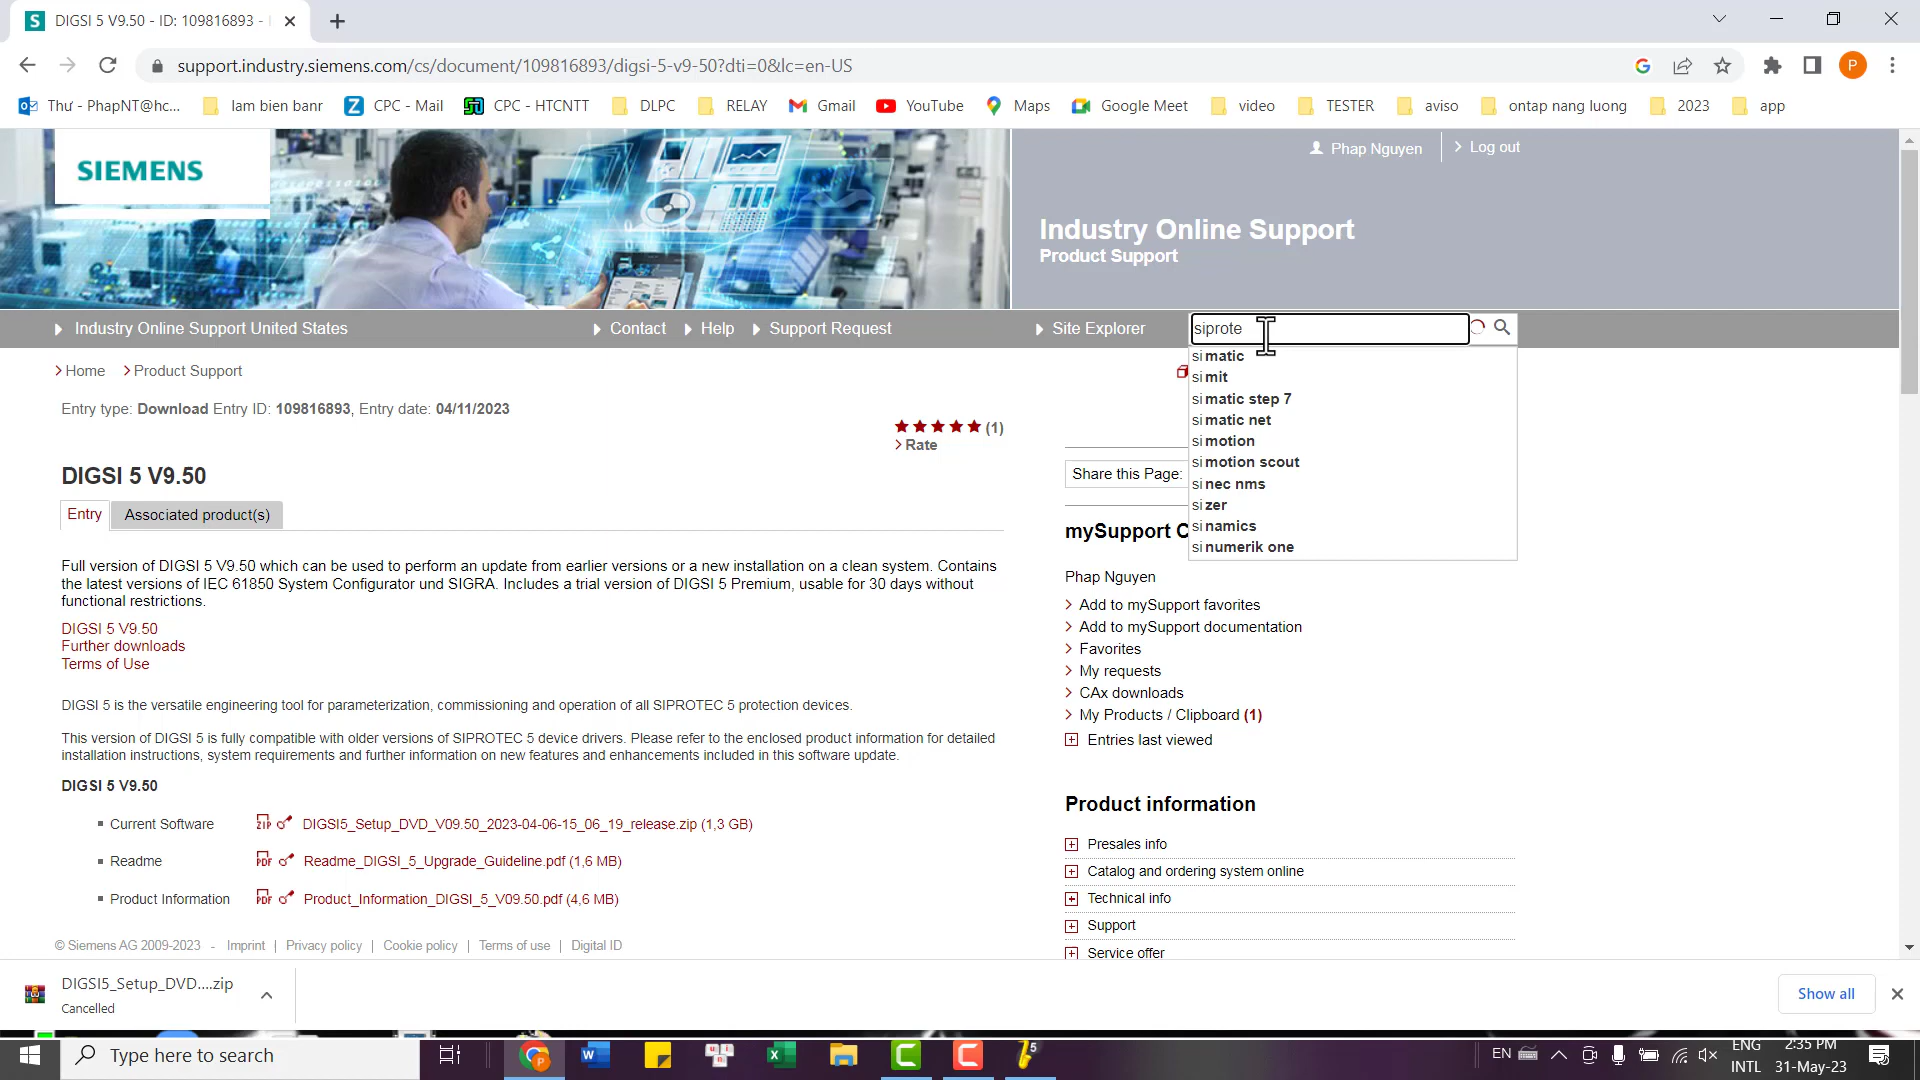 DIGSI 5 V9.50 - ID: 109816893 -
support.industry.siemens.com/cs/document/109816893/digsi-5-v9-50?dti=0&lc=en-US
P
Thư - PhapNT@hc... lam bien banr CPC - Mail CPC - HTCNTT DLPC RELAY Gmail YouTube Maps Google Meet video TESTER aviso ontap nang luong 2023 app
SIEMENS
Phap Nguyen Log out
Industry Online Support
Product Support
Industry Online Support United States Contact Help Support Request Site Explorer siprote
simatic
simit
simatic step 7
simatic net
simotion
simotion scout
sinec nms
sizer
sinamics
sinumerik one
Home Product Support
Entry type: Download Entry ID: 109816893, Entry date: 04/11/2023
(1)
Rate
DIGSI 5 V9.50
Entry Associated product(s)
Full version of DIGSI 5 V9.50 which can be used to perform an update from earlier versions or a new installation on a clean system. Contains
the latest versions of IEC 61850 System Configurator und SIGRA. Includes a trial version of DIGSI 5 Premium, usable for 30 days without
functional restrictions.
DIGSI 5 V9.50
Further downloads
Terms of Use
DIGSI 5 is the versatile engineering tool for parameterization, commissioning and operation of all SIPROTEC 5 protection devices.
This version of DIGSI 5 is fully compatible with older versions of SIPROTEC 5 device drivers. Please refer to the enclosed product information for detailed
installation instructions, system requirements and further information on new features and enhancements included in this software update.
DIGSI 5 V9.50
Current Software ZIP DIGSI5_Setup_DVD_V09.50_2023-04-06-15_06_19_release.zip (1,3 GB)
Readme PDF Readme_DIGSI_5_Upgrade_Guideline.pdf (1,6 MB)
Product Information PDF Product_Information_DIGSI_5_V09.50.pdf (4,6 MB)
© Siemens AG 2009-2023 - Imprint | Privacy policy | Cookie policy | Terms of use | Digital ID
Share this Page:
mySupport C
Phap Nguyen
Add to mySupport favorites
Add to mySupport documentation
Favorites
My requests
CAx downloads
My Products / Clipboard (1)
Entries last viewed
Product information
Presales info
Catalog and ordering system online
Technical info
Support
Service offer
DIGSI5_Setup_DVD....zip
Cancelled
Show all
Type here to search
EN
ENG
INTL
2:35 PM
31-May-23